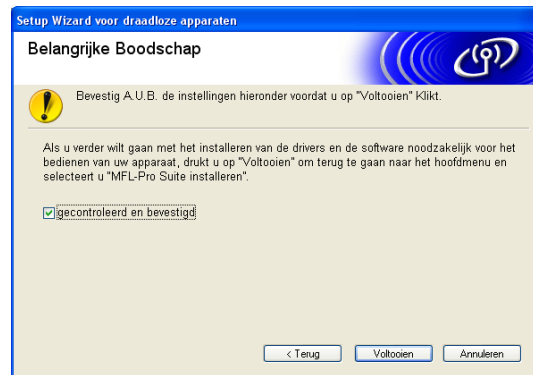 Setup Wizard voor draadloze apparaten
Belangrijke Boodschap
Bevestig A.U.B. de instellingen hieronder voordat u op "Voltooien" Klikt.
Als u verder wilt gaan met het installeren van de drivers en de software noodzakelijk voor het
bedienen van uw apparaat, drukt u op "Voltooien" om terug te gaan naar het hoofdmenu en
selecteert u "MFL-Pro Suite installeren".
gecontroleerd en bevestigd
< Terug
Voltooien
Annuleren